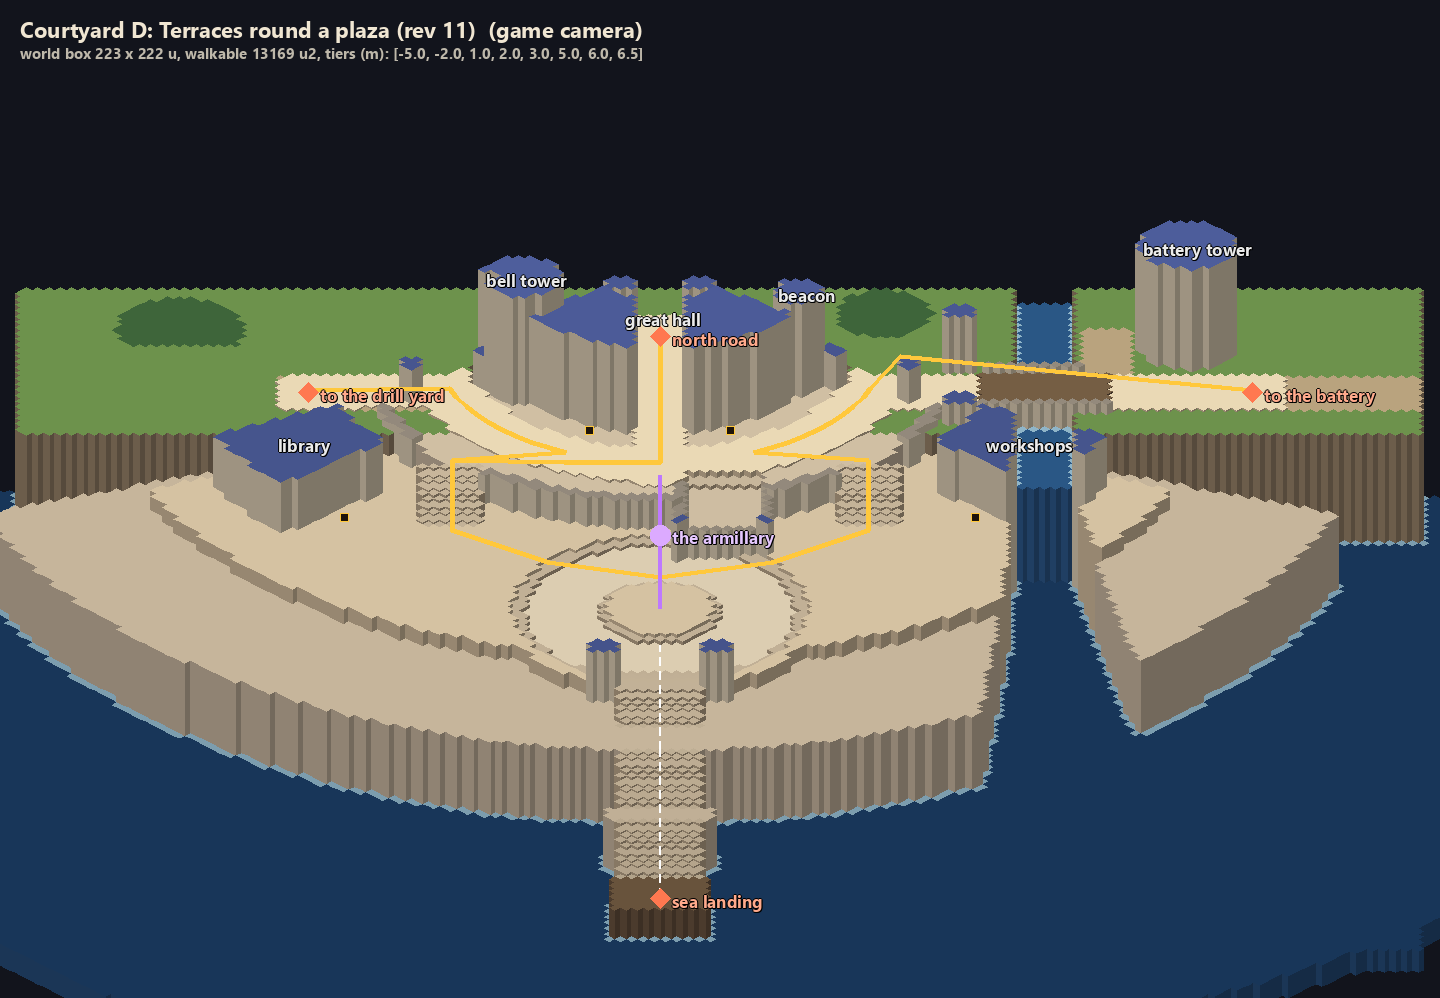 Courtyard D: Terraces round a plaza (rev 11)  (game camera)
world box 223 x 222 u, walkable 13169 u2, tiers (m): [-5.0, -2.0, 1.0, 2.0, 3.0, 5.0, 6.0, 6.5]
battery tower
bell tower
beacon
great hall
north road
to the drill yard
to the battery
library
workshops
the armillary
sea landing